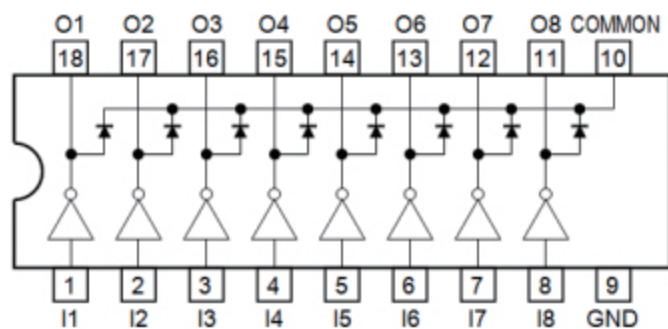 O1 O2 O3 O4 O5 O6 O7 O8 COMMON
18 17 16 15 14 13 12 11 10
1 2 3 4 5 6 7 8 9
I1 I2 I3 I4 I5 I6 I7 I8 GND